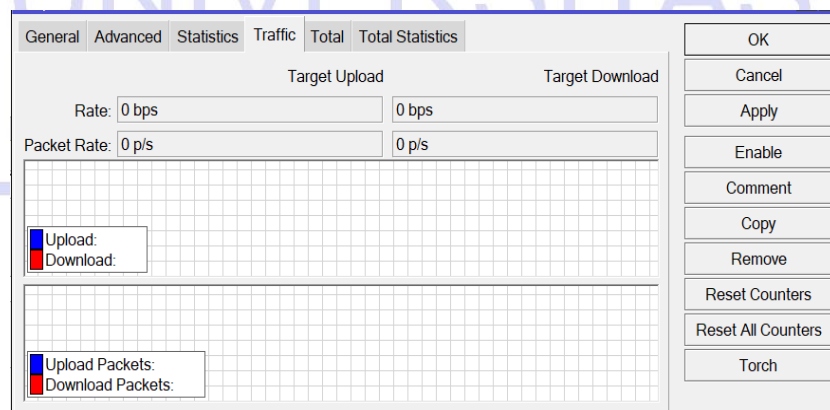 General Advanced Statistics Traffic Total Total Statistics
Target Upload Target Download
Rate: 0 bps 0 bps
Packet Rate: 0 p/s 0 p/s
Upload:
Download:
Upload Packets:
Download Packets:
OK
Cancel
Apply
Enable
Comment
Copy
Remove
Reset Counters
Reset All Counters
Torch